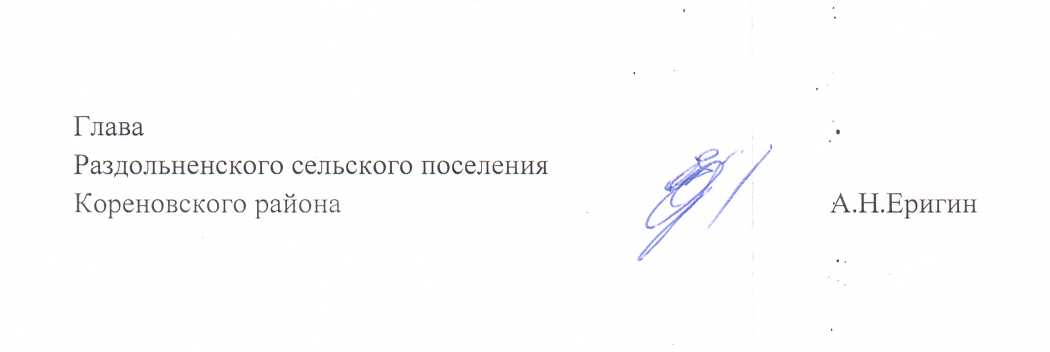 Глава
Раздольненского сельского поселения
Кореновского района А.Н.Еригин